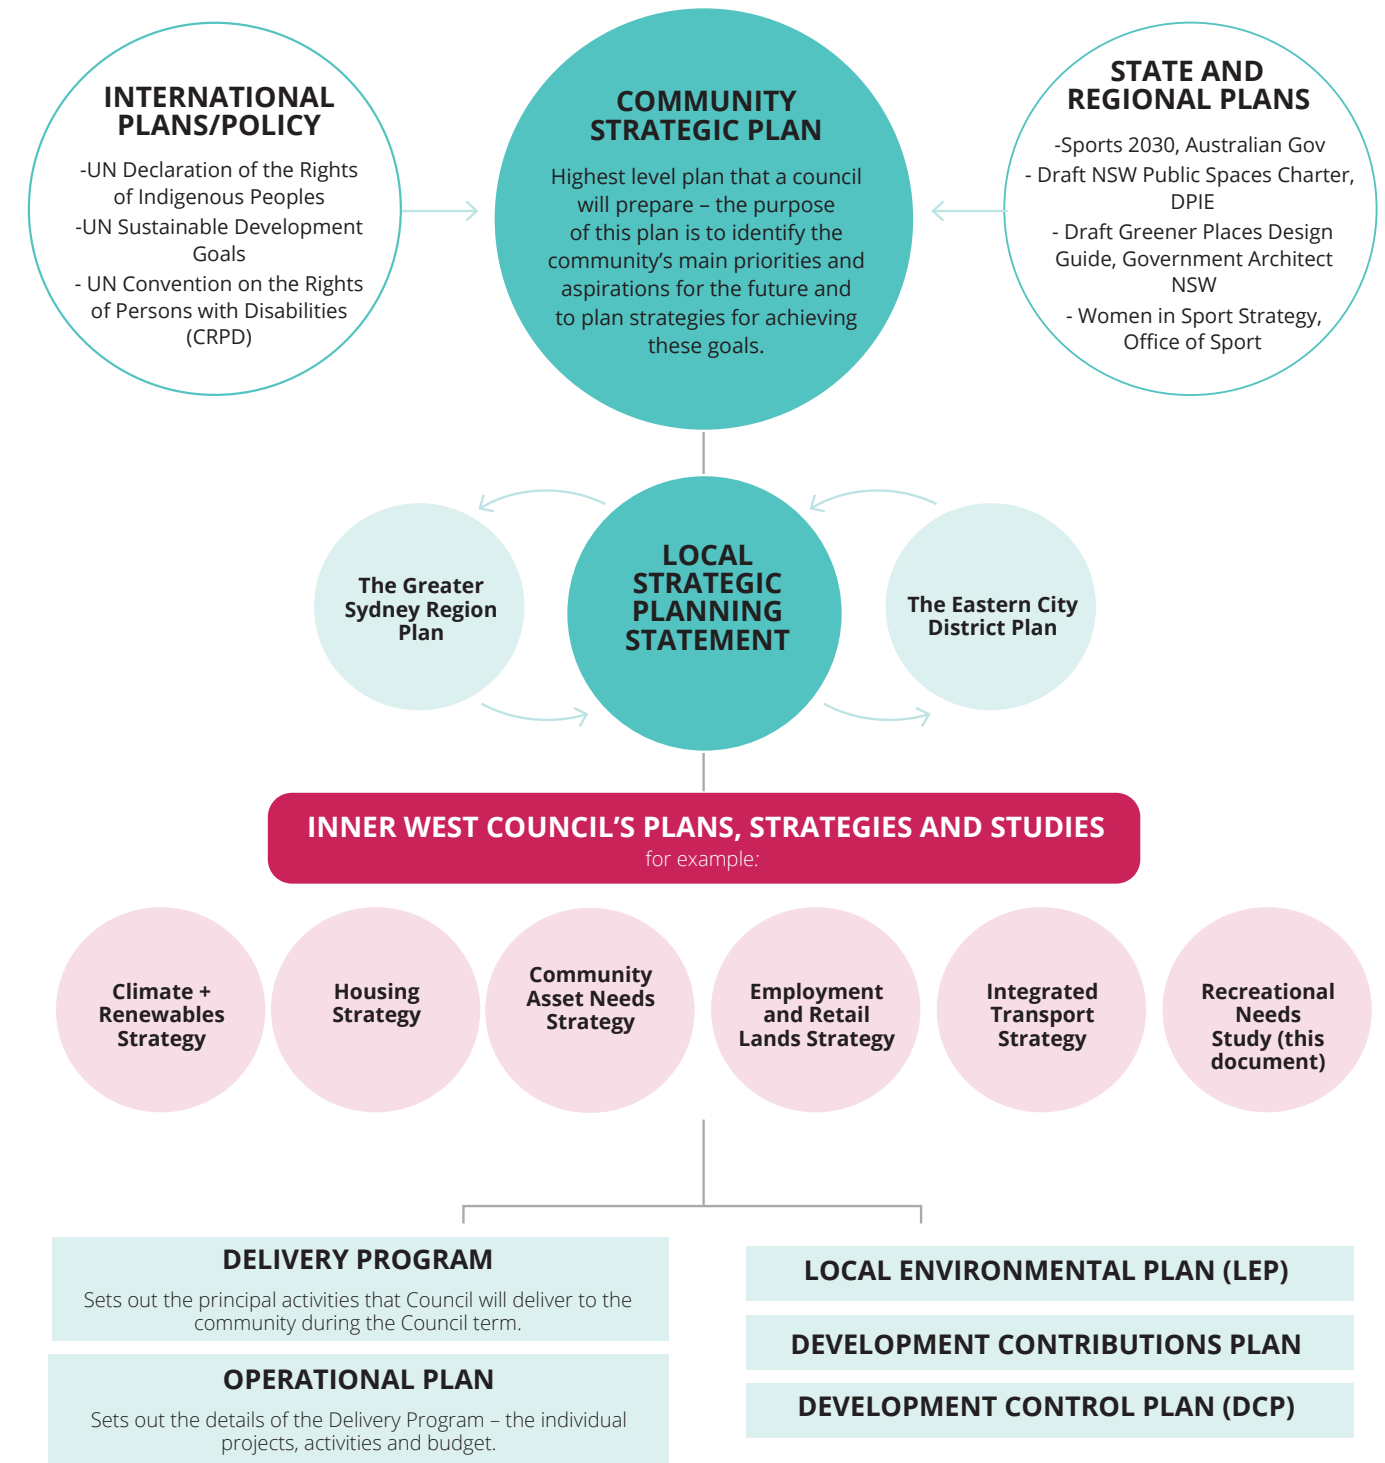 INTERNATIONAL
PLANS/POLICY
-UN Declaration of the Rights
of Indigenous Peoples
-UN Sustainable Development
Goals
- UN Convention on the Rights
of Persons with Disabilities
(CRPD)
COMMUNITY
STRATEGIC PLAN
Highest level plan that a council
will prepare – the purpose
of this plan is to identify the
community’s main priorities and
aspirations for the future and
to plan strategies for achieving
these goals.
STATE AND
REGIONAL PLANS
-Sports 2030, Australian Gov
- Draft NSW Public Spaces Charter,
DPIE
- Draft Greener Places Design
Guide, Government Architect
NSW
- Women in Sport Strategy,
Office of Sport
The Greater
Sydney Region
Plan
LOCAL
STRATEGIC
PLANNING
STATEMENT
The Eastern City
District Plan
INNER WEST COUNCIL’S PLANS, STRATEGIES AND STUDIES
for example:
Climate +
Renewables
Strategy
Housing
Strategy
Community
Asset Needs
Strategy
Employment
and Retail
Lands Strategy
Integrated
Transport
Strategy
Recreational
Needs
Study (this
document)
DELIVERY PROGRAM
Sets out the principal activities that Council will deliver to the
community during the Council term.
OPERATIONAL PLAN
Sets out the details of the Delivery Program – the individual
projects, activities and budget.
LOCAL ENVIRONMENTAL PLAN (LEP)
DEVELOPMENT CONTRIBUTIONS PLAN
DEVELOPMENT CONTROL PLAN (DCP)